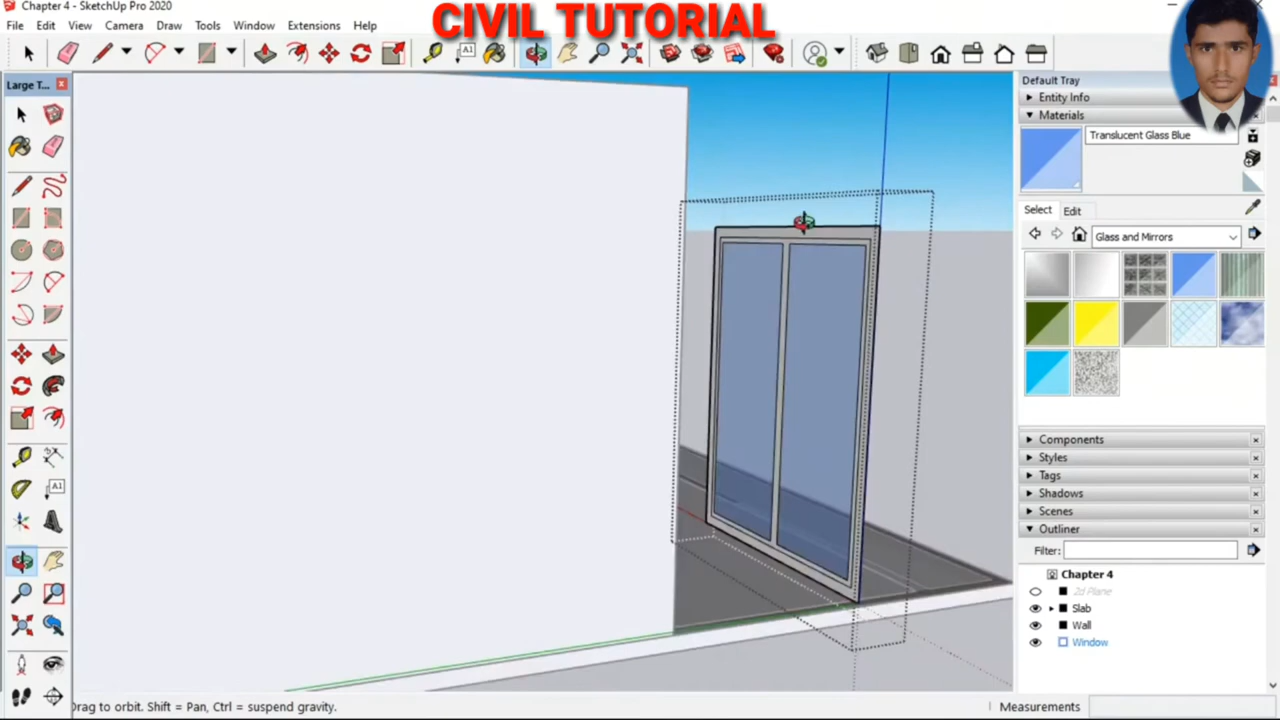 Chapter 4 - SketchUp Pro 2020
CIVIL TUTORIAL
File Edit View Camera Draw Tools Window Extensions Help
A1
Large T...
A1
Default Tray
Entity Info
Materials
Translucent Glass Blue
Select Edit
Glass and Mirrors
Components
Styles
Tags
Shadows
Scenes
Outliner
Filter:
Chapter 4
2d Plane
Slab
Wall
Window
Drag to orbit. Shift = Pan, Ctrl = suspend gravity.
Measurements